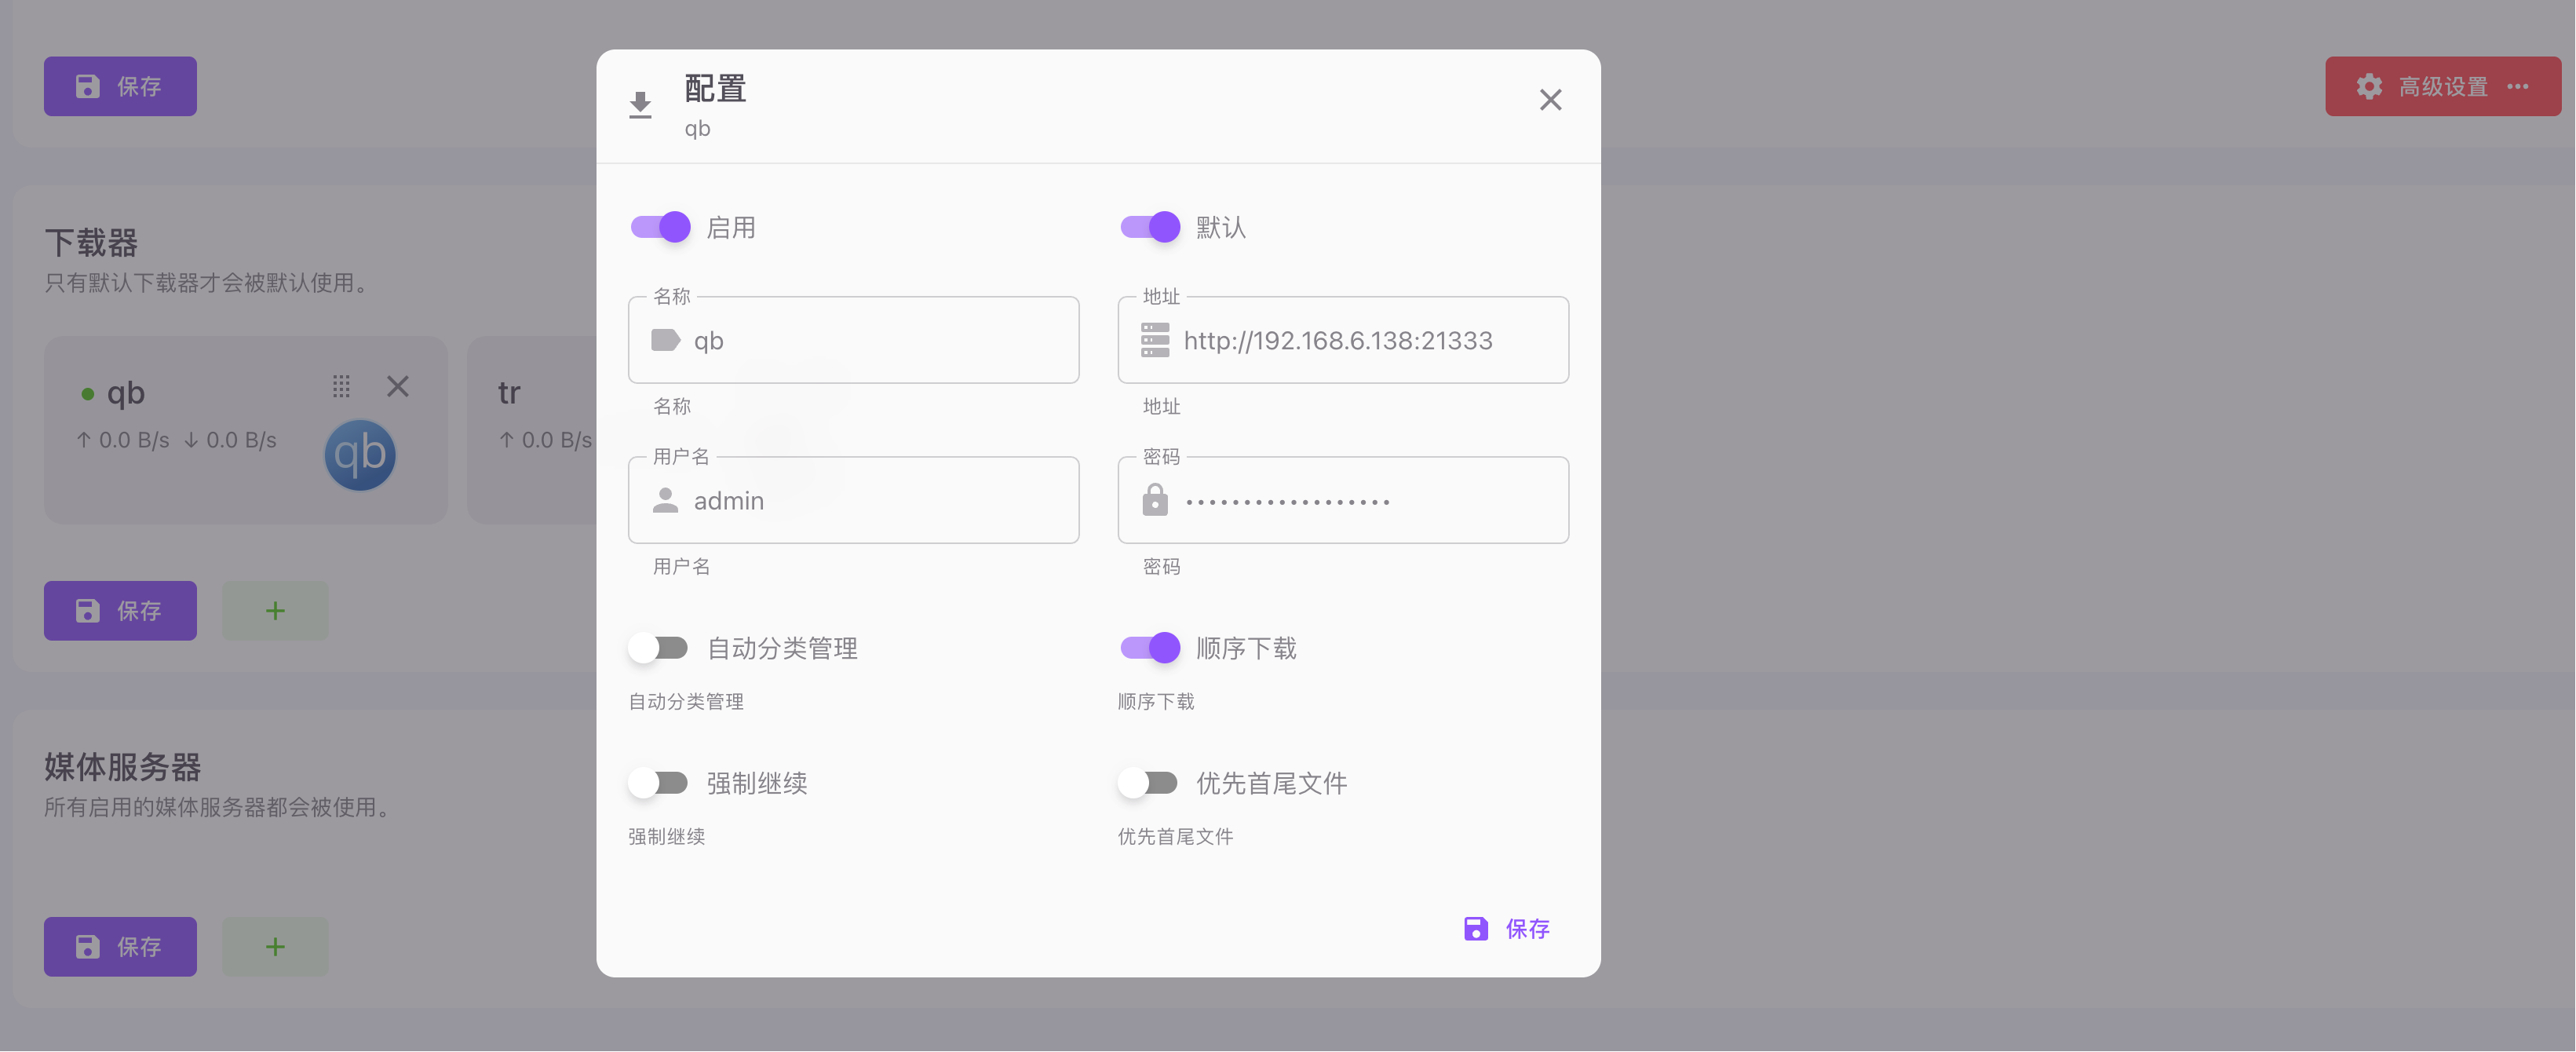 保存
高级设置 ···
下载器
只有默认下载器才会被默认使用。
qb
↑ 0.0 B/s ↓ 0.0 B/s
qb
tr
↑ 0.0 B/s
保存
+
媒体服务器
所有启用的媒体服务器都会被使用。
保存
+
配置
qb
启用
默认
名称
qb
名称
地址
http://192.168.6.138:21333
地址
用户名
admin
用户名
密码
••••••••••••••••••
密码
自动分类管理
自动分类管理
顺序下载
顺序下载
强制继续
强制继续
优先首尾文件
优先首尾文件
保存